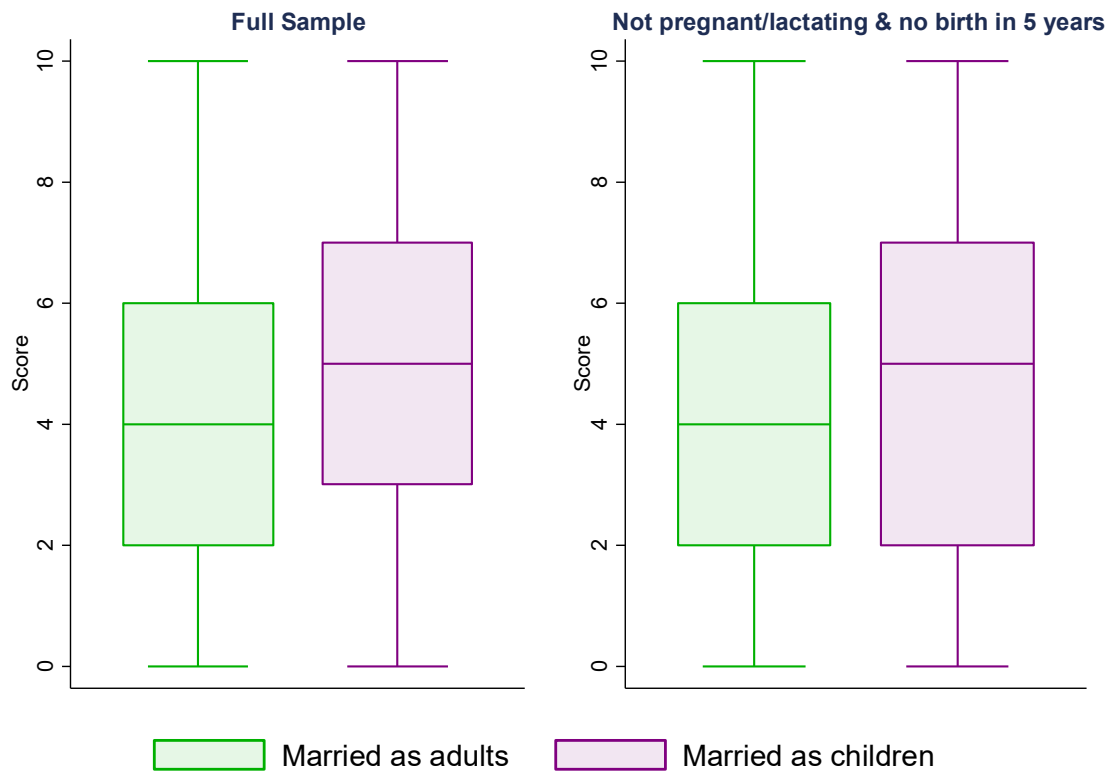 Full Sample
Not pregnant/lactating & no birth in 5 years
10
8
6
4
2
0
Score
10
8
6
4
2
0
Score
Married as adults
Married as children